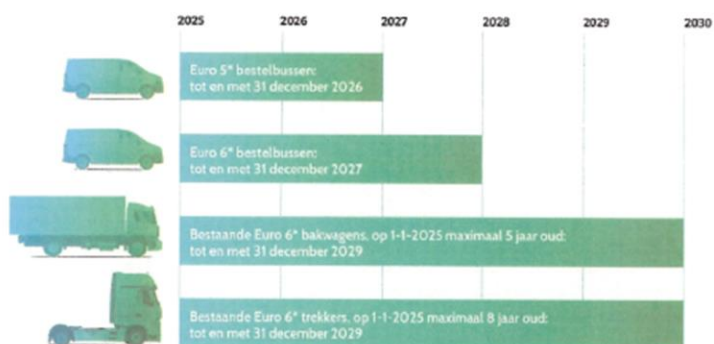 2025 2026 2027 2028 2029 2030
Euro 5* bestelbussen:
tot en met 31 december 2026
Euro 6* bestelbussen:
tot en met 31 december 2027
Bestaande Euro 6* bakwagens, op 1-1-2025 maximaal 5 jaar oud:
tot en met 31 december 2029
Bestaande Euro 6* trekkers, op 1-1-2025 maximaal 8 jaar oud:
tot en met 31 december 2029